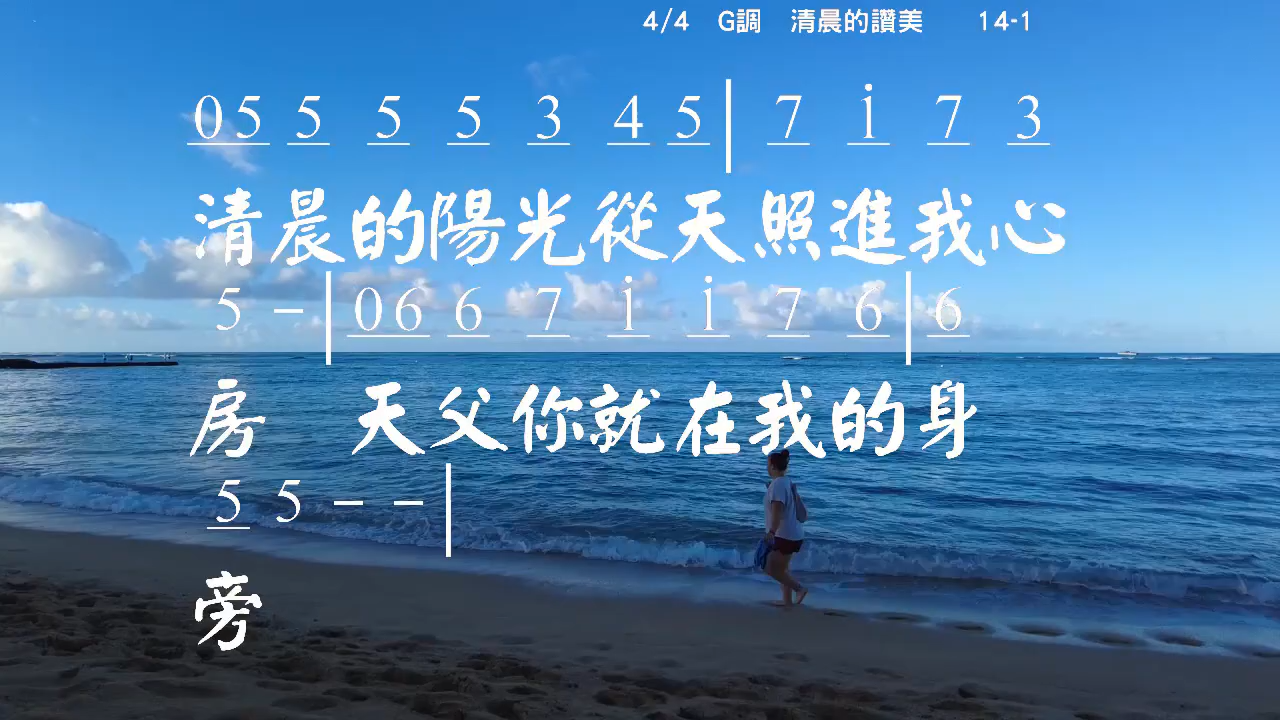 4/4 G調 清晨的讚美 14-1
05 5 5 5 3 4 5 | 7 i 7 3
清晨的陽光從天照進我心
5 - | 06 6 7 i i 7 6 | 6
房 天父你就在我的身
5 5 - - |
旁